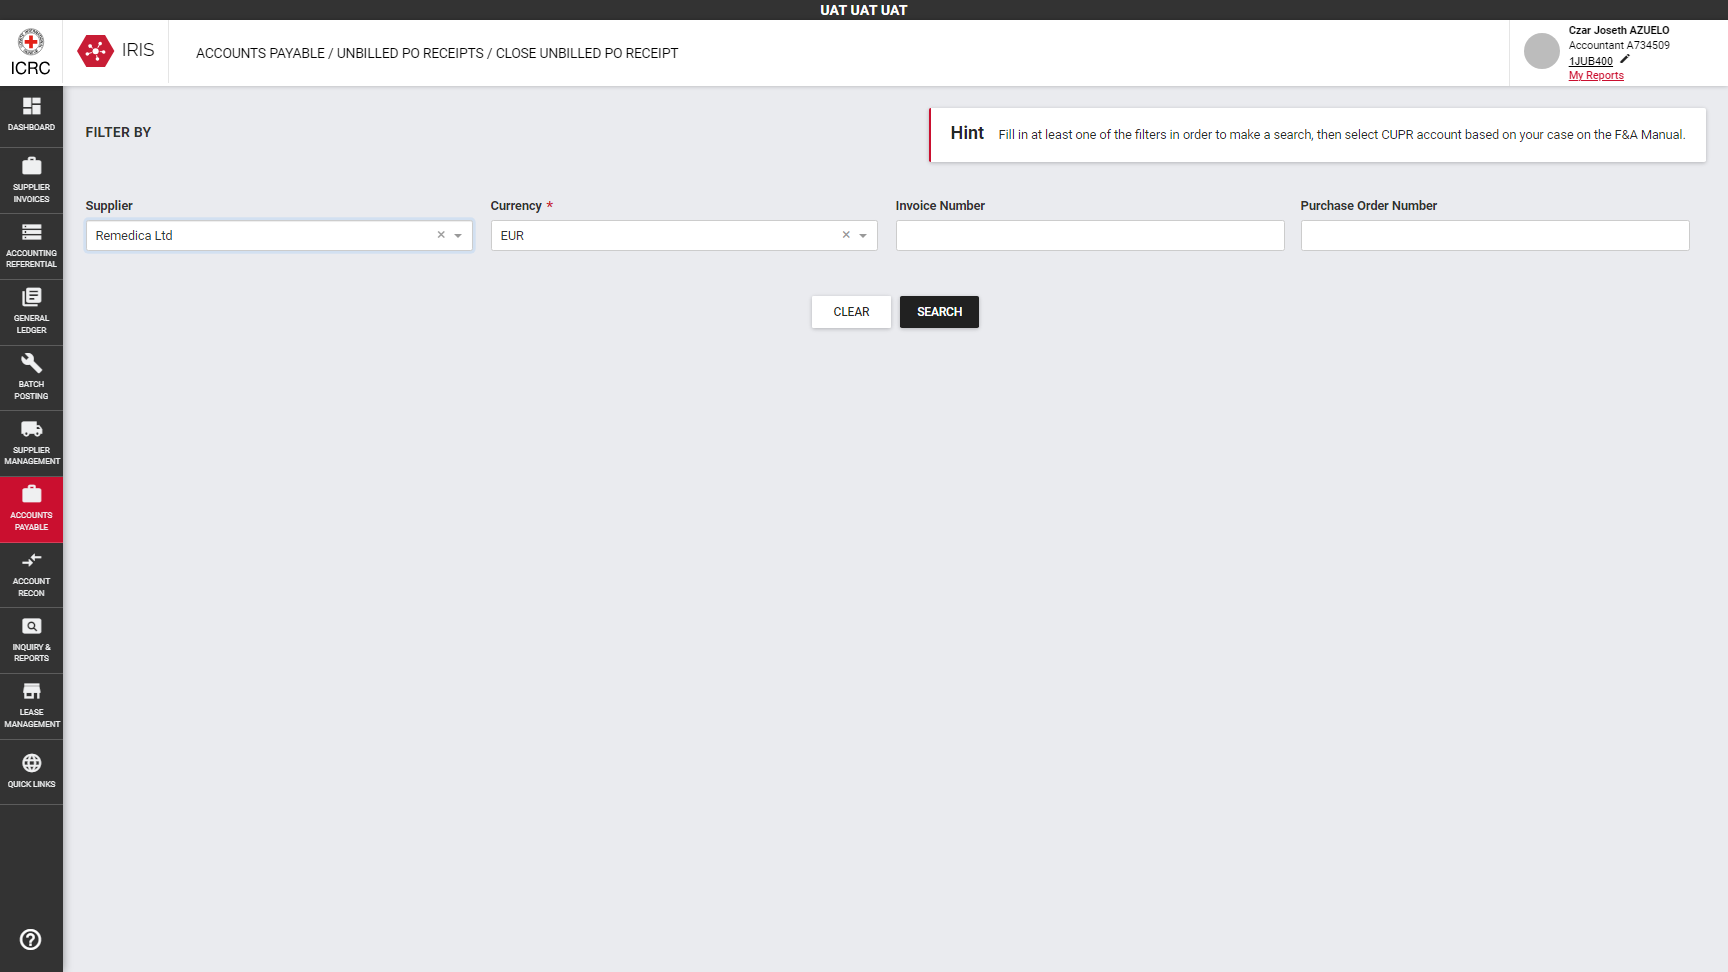 UAT UAT UAT
ICRC
IRIS
ACCOUNTS PAYABLE / UNBILLED PO RECEIPTS / CLOSE UNBILLED PO RECEIPT
Czar Joseth AZUELO
Accountant A734509
1JUB400
My Reports
DASHBOARD
SUPPLIER
INVOICES
ACCOUNTING
REFERENTIAL
GENERAL
LEDGER
BATCH
POSTING
SUPPLIER
MANAGEMENT
ACCOUNTS
PAYABLE
ACCOUNT
RECON
INQUIRY &
REPORTS
LEASE
MANAGEMENT
QUICK LINKS
FILTER BY
Hint Fill in at least one of the filters in order to make a search, then select CUPR account based on your case on the F&A Manual.
Supplier
Remedica Ltd
Currency *
EUR
Invoice Number
Purchase Order Number
CLEAR
SEARCH